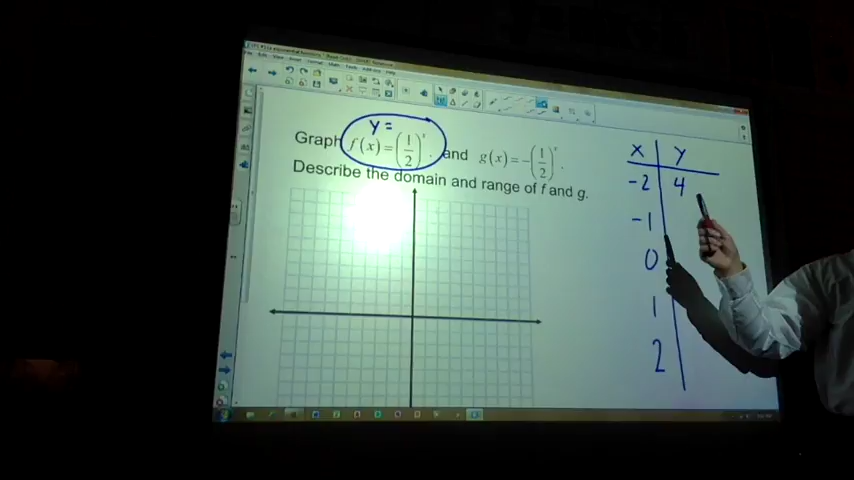 y =
Graph f(x) = (1/2)^x . and g(x) = -(1/2)^x .
Describe the domain and range of f and g.
x y
-2 4
-1
0
1
2